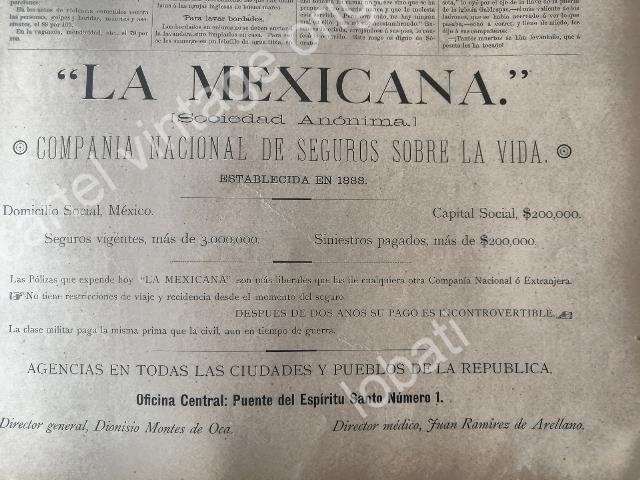 Para lavar bordados.
"LA MEXICANA."
[Sociedad Anónima.]
COMPAÑIA NACIONAL DE SEGUROS SOBRE LA VIDA.
ESTABLECIDA EN 1888.
Domicilio Social, México.
Capital Social, $200,000.
Seguros vigentes, más de 3.000,000.
Siniestros pagados, más de $200,000.
Las Pólizas que expende hoy "LA MEXICANA" son más liberales que las de cualquiera otra Compañía Nacional ó Extranjera.
No tiene restricciones de viaje y recidencia desde el momento del seguro
DESPUES DE DOS AÑOS SU PAGO ES INCONTROVERTIBLE.
La clase militar paga la misma prima que la civil, aun en tiempo de guerra.
AGENCIAS EN TODAS LAS CIUDADES Y PUEBLOS DE LA REPUBLICA.
Oficina Central: Puente del Espíritu Santo Número 1.
Director general, Dionisio Montes de Oca.
Director médico, Juan Ramírez de Arellano.